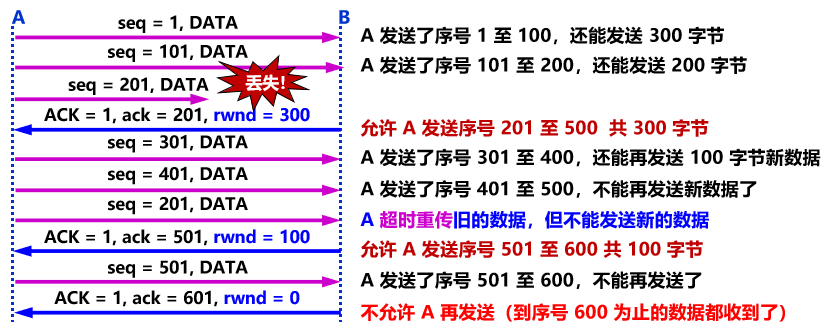 A B
seq = 1, DATA
A 发送了序号 1 至 100，还能发送 300 字节
seq = 101, DATA
A 发送了序号 101 至 200，还能发送 200 字节
seq = 201, DATA
丢失!
ACK = 1, ack = 201, rwnd = 300
允许 A 发送序号 201 至 500 共 300 字节
seq = 301, DATA
A 发送了序号 301 至 400，还能再发送 100 字节新数据
seq = 401, DATA
A 发送了序号 401 至 500，不能再发送新数据了
seq = 201, DATA
A 超时重传旧的数据，但不能发送新的数据
ACK = 1, ack = 501, rwnd = 100
允许 A 发送序号 501 至 600 共 100 字节
seq = 501, DATA
A 发送了序号 501 至 600，不能再发送了
ACK = 1, ack = 601, rwnd = 0
不允许 A 再发送（到序号 600 为止的数据都收到了）